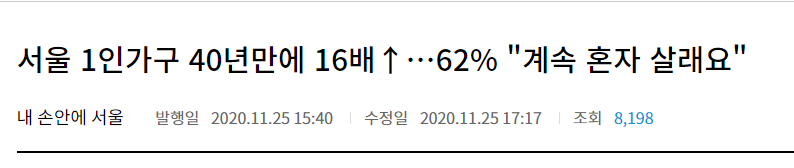 서울 1인가구 40년만에 16배↑…62% "계속 혼자 살래요"
내 손안에 서울 발행일 2020.11.25 15:40 수정일 2020.11.25 17:17 조회 8,198